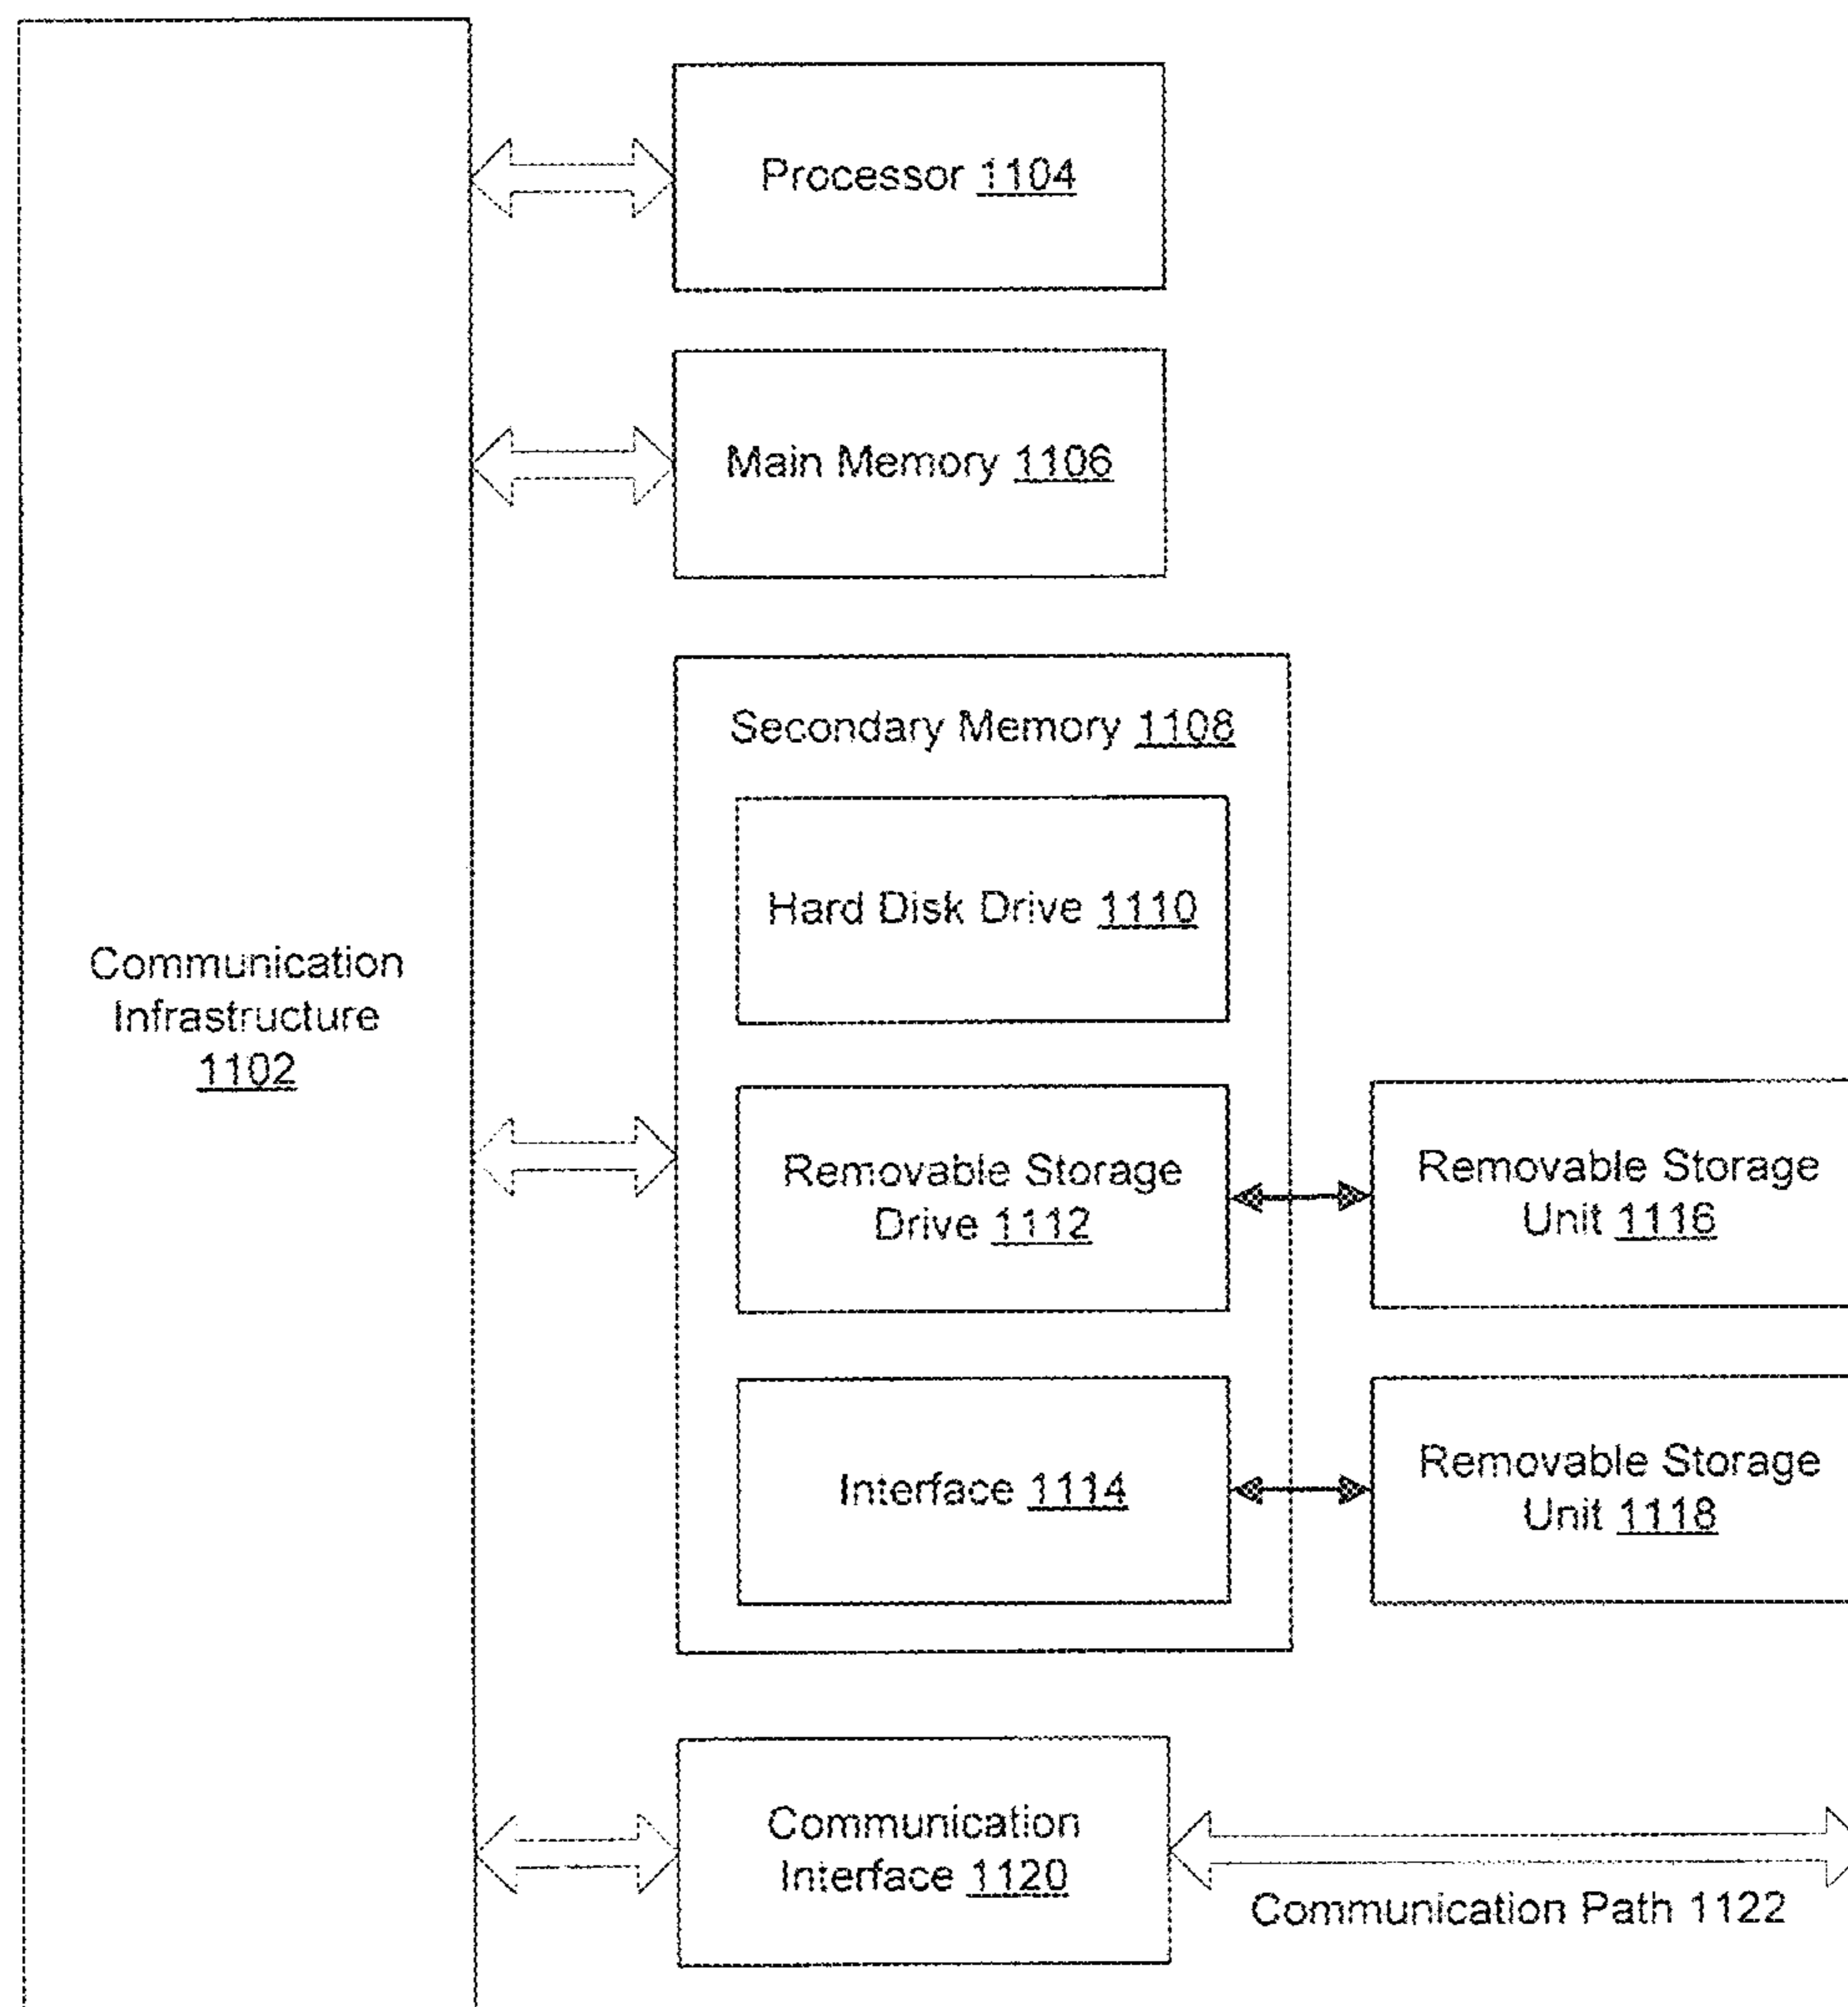 Processor 1104
Main Memory 1106
Secondary Memory 1108
Hard Disk Drive 1110
Communication
Infrastructure
1102
Removable Storage
Drive 1112
Removable Storage
Unit 1116
Interface 1114
Removable Storage
Unit 1118
Communication
Interface 1120
Communication Path 1122